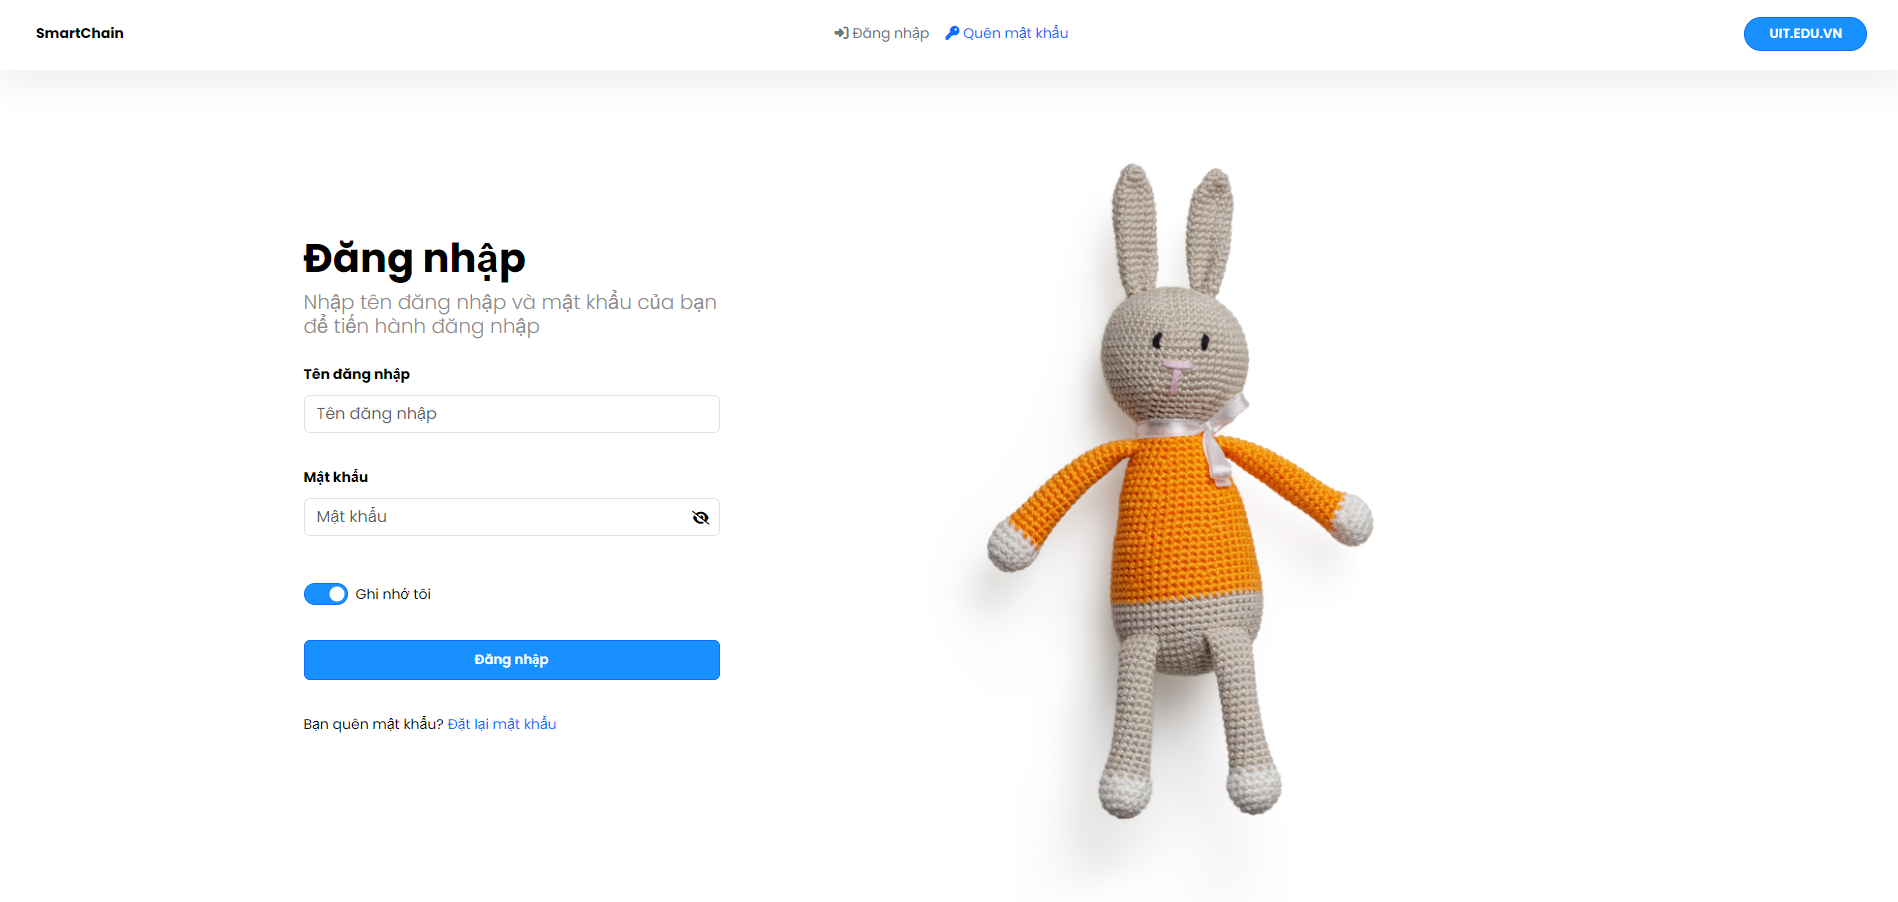 SmartChain
Đăng nhập
Quên mật khẩu
UIT.EDU.VN
Đăng nhập
Nhập tên đăng nhập và mật khẩu của bạn
để tiến hành đăng nhập
Tên đăng nhập
Tên đăng nhập
Mật khẩu
Mật khẩu
Ghi nhớ tôi
Đăng nhập
Bạn quên mật khẩu? Đặt lại mật khẩu